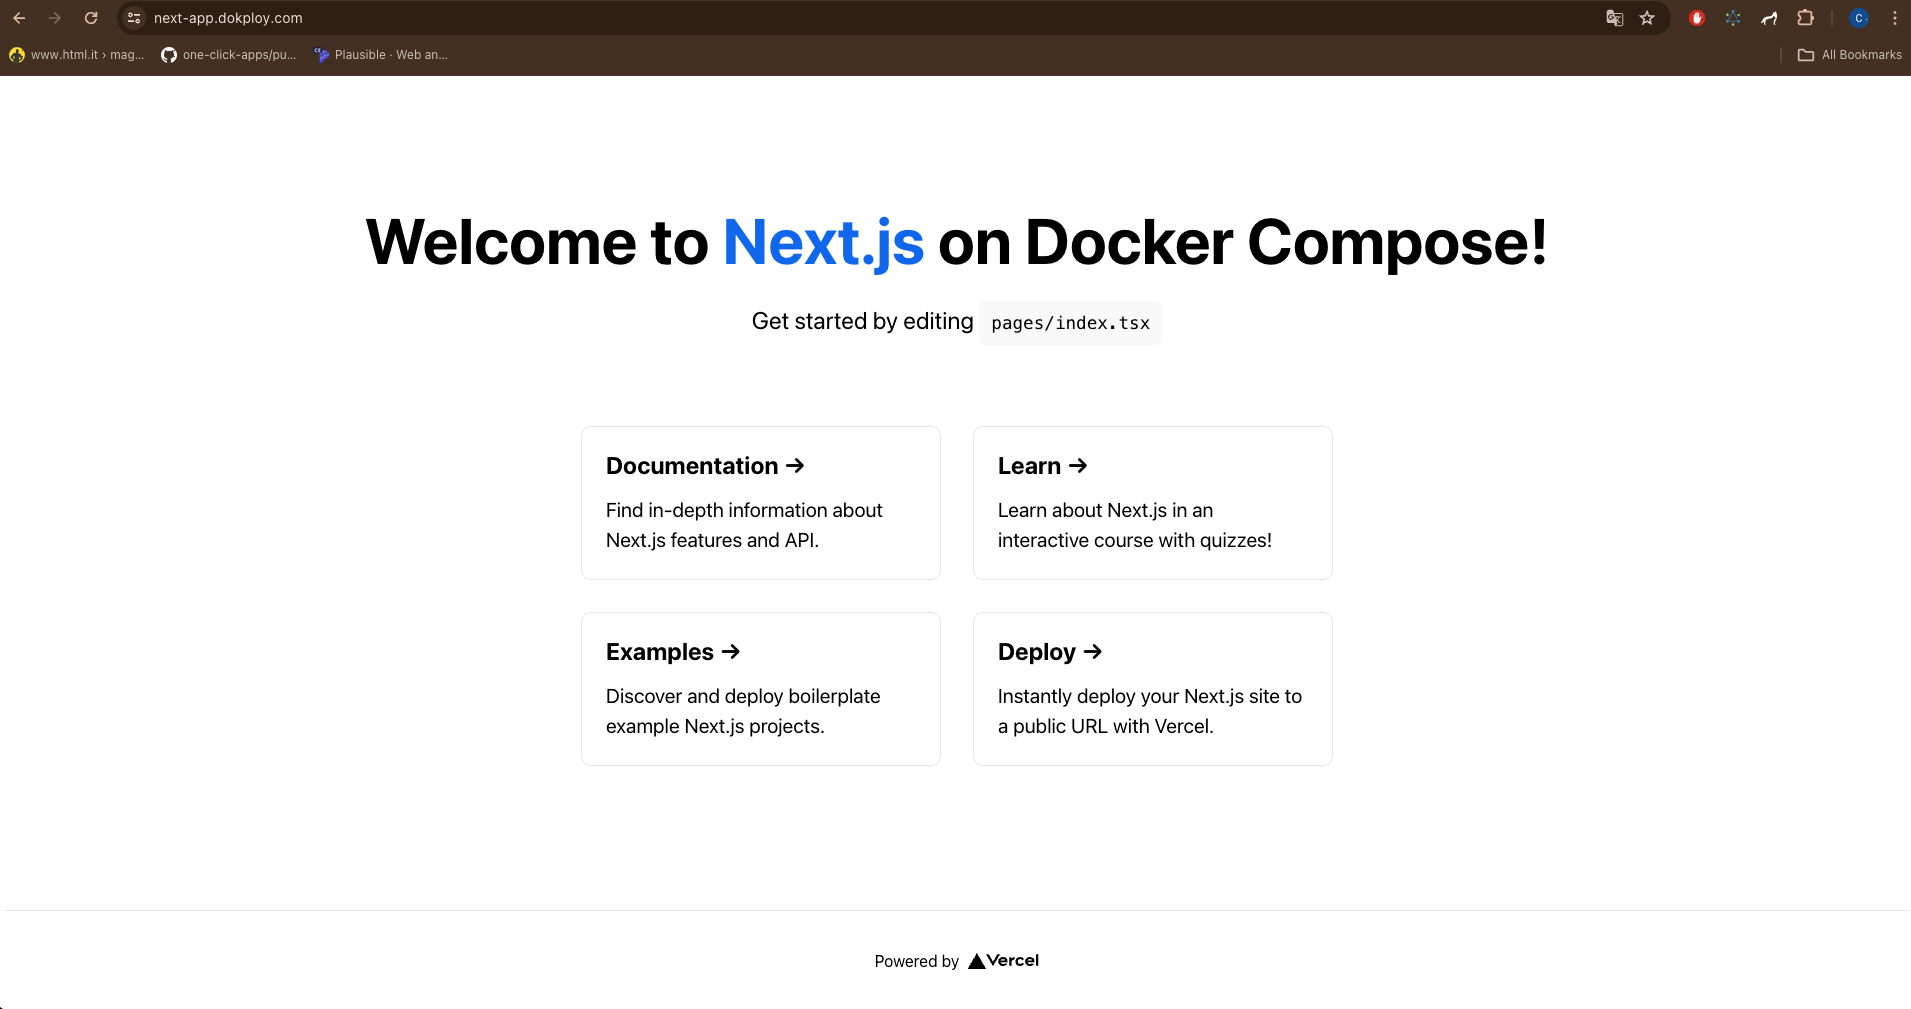 next-app.dokploy.com
www.html.it › mag...
one-click-apps/pu...
Plausible · Web an...
All Bookmarks
C
Welcome to Next.js on Docker Compose!
Get started by editing pages/index.tsx
Documentation →
Find in-depth information about
Next.js features and API.
Learn →
Learn about Next.js in an
interactive course with quizzes!
Examples →
Discover and deploy boilerplate
example Next.js projects.
Deploy →
Instantly deploy your Next.js site to
a public URL with Vercel.
Powered by Vercel